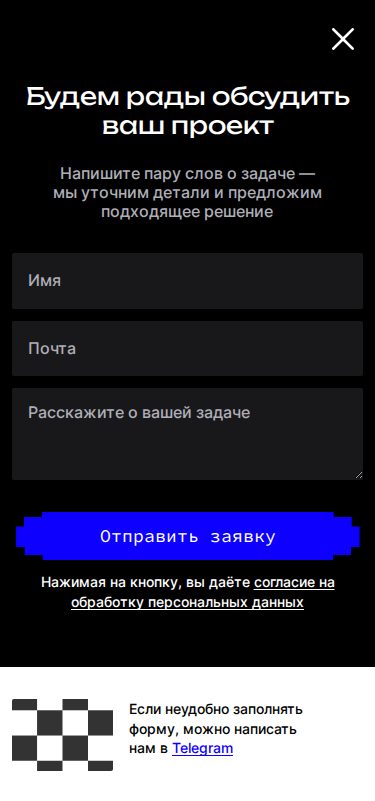 Будем рады обсудить
ваш проект
Напишите пару слов о задаче —
мы уточним детали и предложим
подходящее решение
Имя
Почта
Расскажите о вашей задаче
Отправить заявку
Нажимая на кнопку, вы даёте согласие на
обработку персональных данных
Если неудобно заполнять
форму, можно написать
нам в Telegram